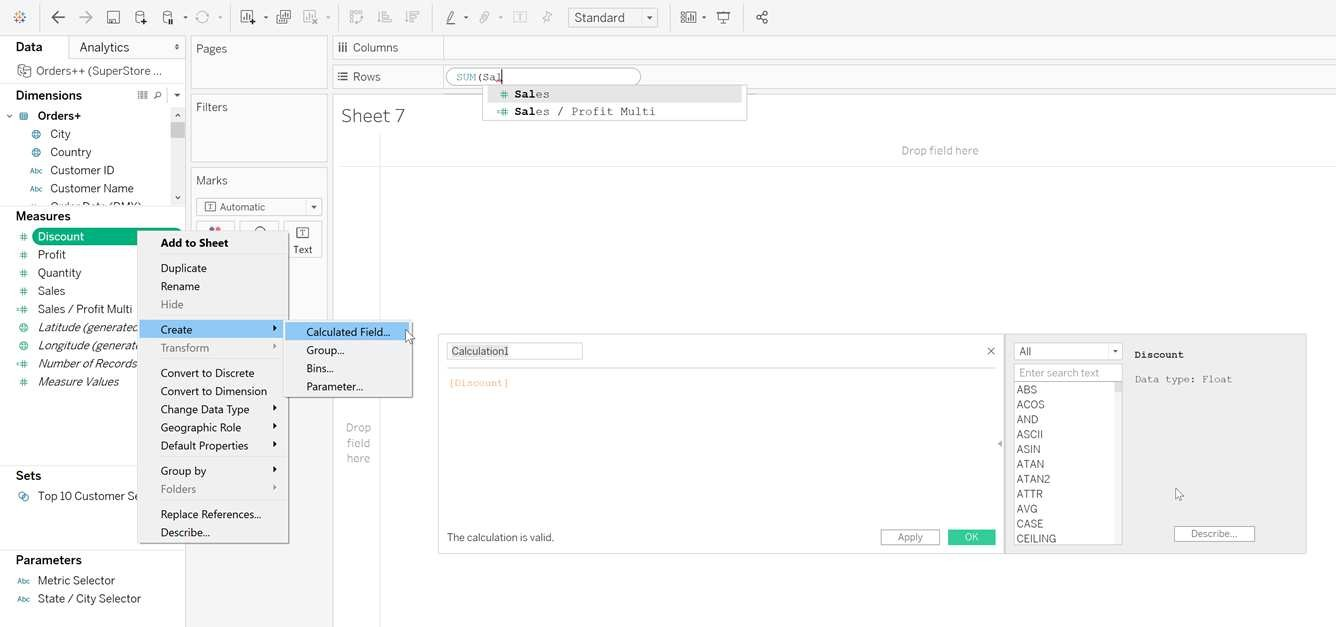 Standard
Data
Analytics
Orders++ (SuperStore ...
Dimensions
Orders+
City
Country
Abc Customer ID
Abc Customer Name
Measures
Discount
Profit
Quantity
Sales
Sales / Profit Multi
Latitude (generated
Longitude (generat
Number of Records
Measure Values
Sets
Top 10 Customer Se
Parameters
Abc Metric Selector
Abc State / City Selector
Pages
Filters
Marks
Automatic
Text
Columns
Rows
SUM(Sal
Sales
Sales / Profit Multi
Sheet 7
Drop field here
Drop
field
here
Add to Sheet
Duplicate
Rename
Hide
Create
Transform
Convert to Discrete
Convert to Dimension
Change Data Type
Geographic Role
Default Properties
Group by
Folders
Replace References...
Describe...
Calculated Field...
Group...
Bins...
Parameter...
Calculation1
[Discount]
The calculation is valid.
Apply
OK
All
Enter search text
ABS
ACOS
AND
ASCII
ASIN
ATAN
ATAN2
ATTR
AVG
CASE
CEILING
Discount
Data type: Float
Describe...